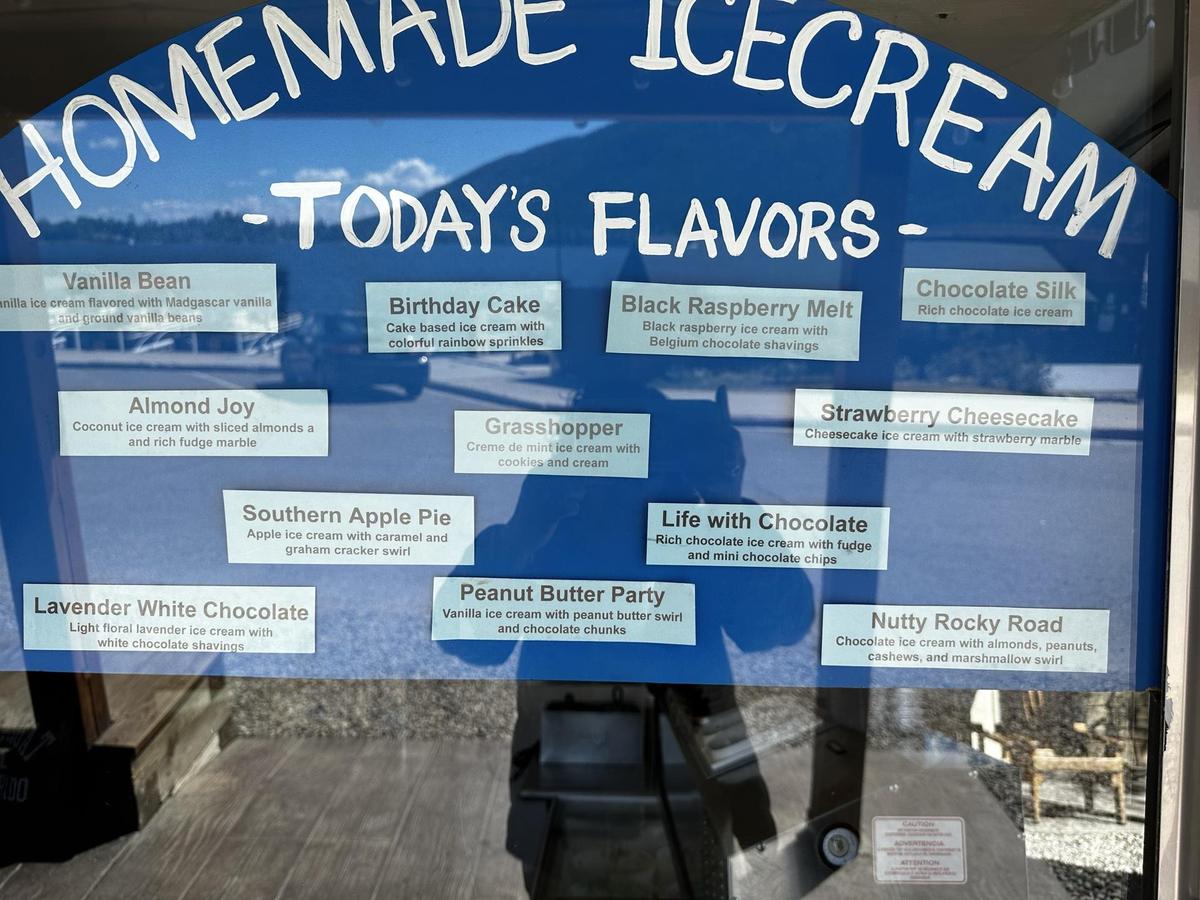 HOMEMADE ICECREAM
-TODAY'S FLAVORS-
Vanilla Bean
anilla ice cream flavored with Madgascar vanilla
and ground vanilla beans
Birthday Cake
Cake based ice cream with
colorful rainbow sprinkles
Black Raspberry Melt
Black raspberry ice cream with
Belgium chocolate shavings
Chocolate Silk
Rich chocolate ice cream
Almond Joy
Coconut ice cream with sliced almonds a
and rich fudge marble
Grasshopper
Creme de mint ice cream with
cookies and cream
Strawberry Cheesecake
Cheesecake ice cream with strawberry marble
Southern Apple Pie
Apple ice cream with caramel and
graham cracker swirl
Life with Chocolate
Rich chocolate ice cream with fudge
and mini chocolate chips
Lavender White Chocolate
Light floral lavender ice cream with
white chocolate shavings
Peanut Butter Party
Vanilla ice cream with peanut butter swirl
and chocolate chunks
Nutty Rocky Road
Chocolate ice cream with almonds, peanuts,
cashews, and marshmallow swirl
CAUTION
ADVERTENCIA
ATTENTION